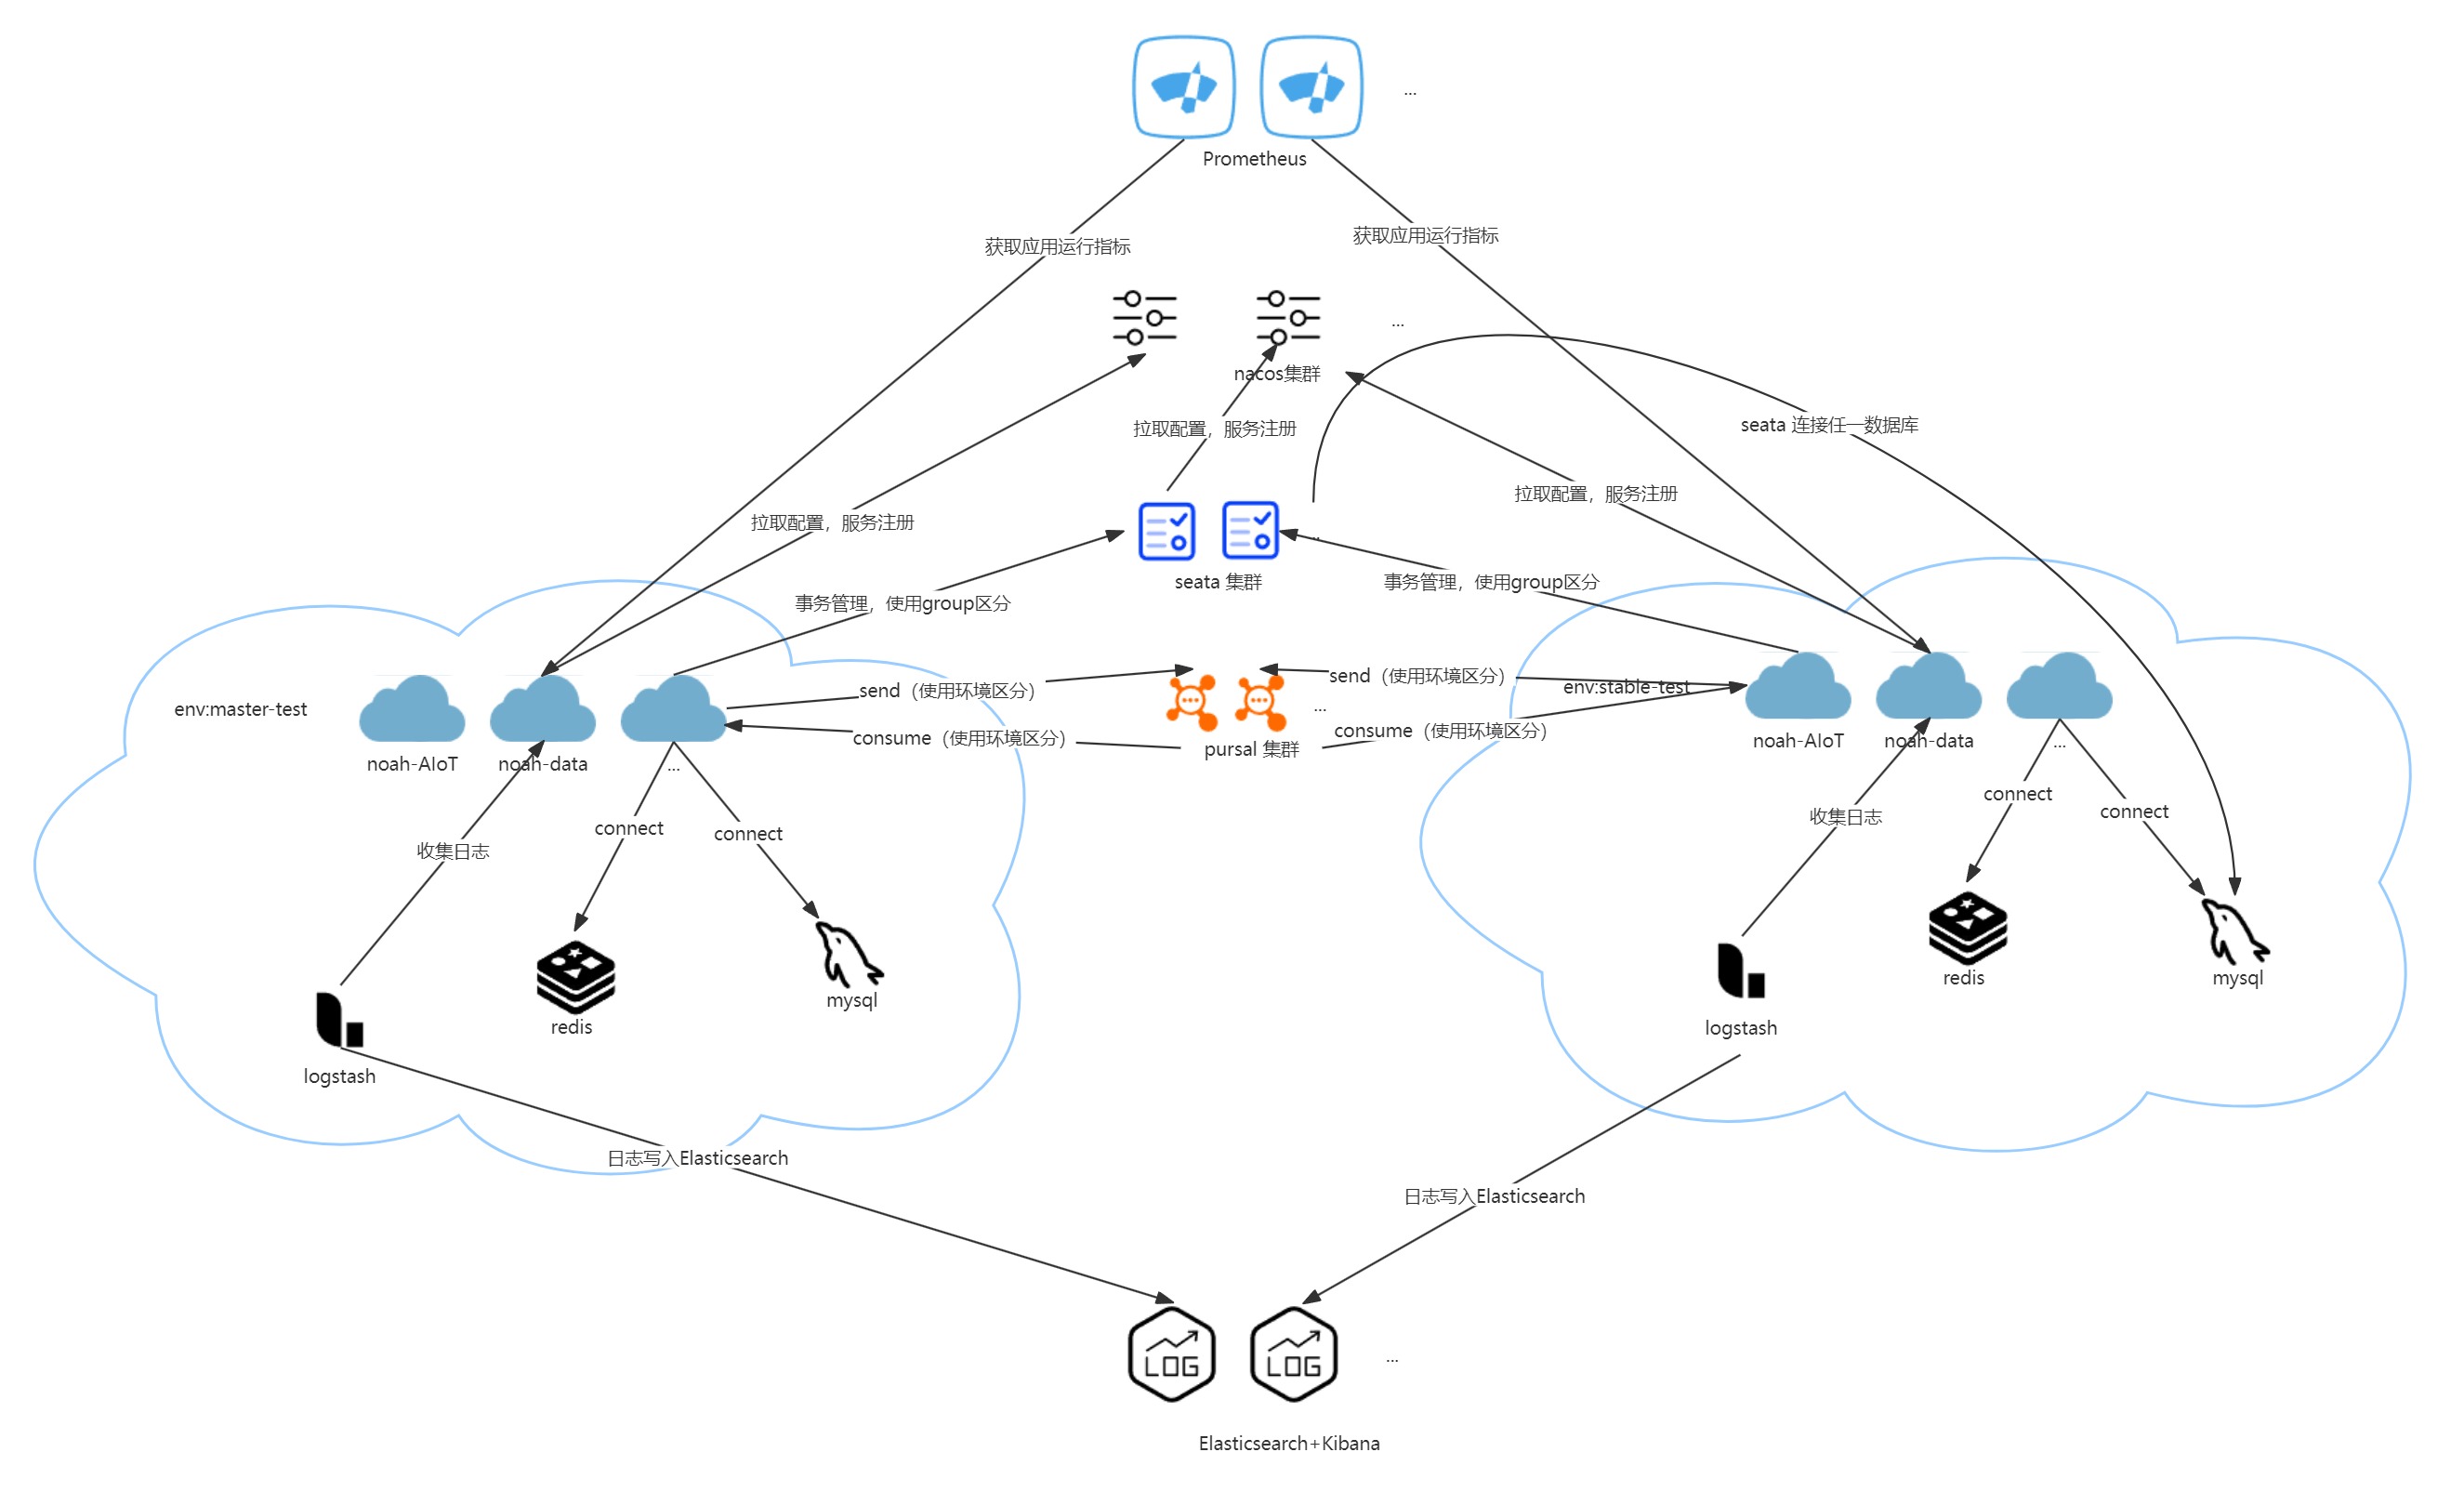 ...
Prometheus
获取应用运行指标
获取应用运行指标
...
nacos集群
拉取配置，服务注册
seata 连接任一数据库
拉取配置，服务注册
拉取配置，服务注册
..
seata 集群
事务管理，使用group区分
事务管理，使用group区分
send（使用环境区分）
send（使用环境区分）
env:stable-test
env:master-test
...
consume（使用环境区分）
consume（使用环境区分）
pursal 集群
noah-AIoT
noah-data
...
noah-AIoT
noah-data
...
connect
connect
收集日志
connect
connect
收集日志
redis
mysql
logstash
redis
mysql
logstash
日志写入Elasticsearch
日志写入Elasticsearch
LOG
LOG
...
Elasticsearch+Kibana